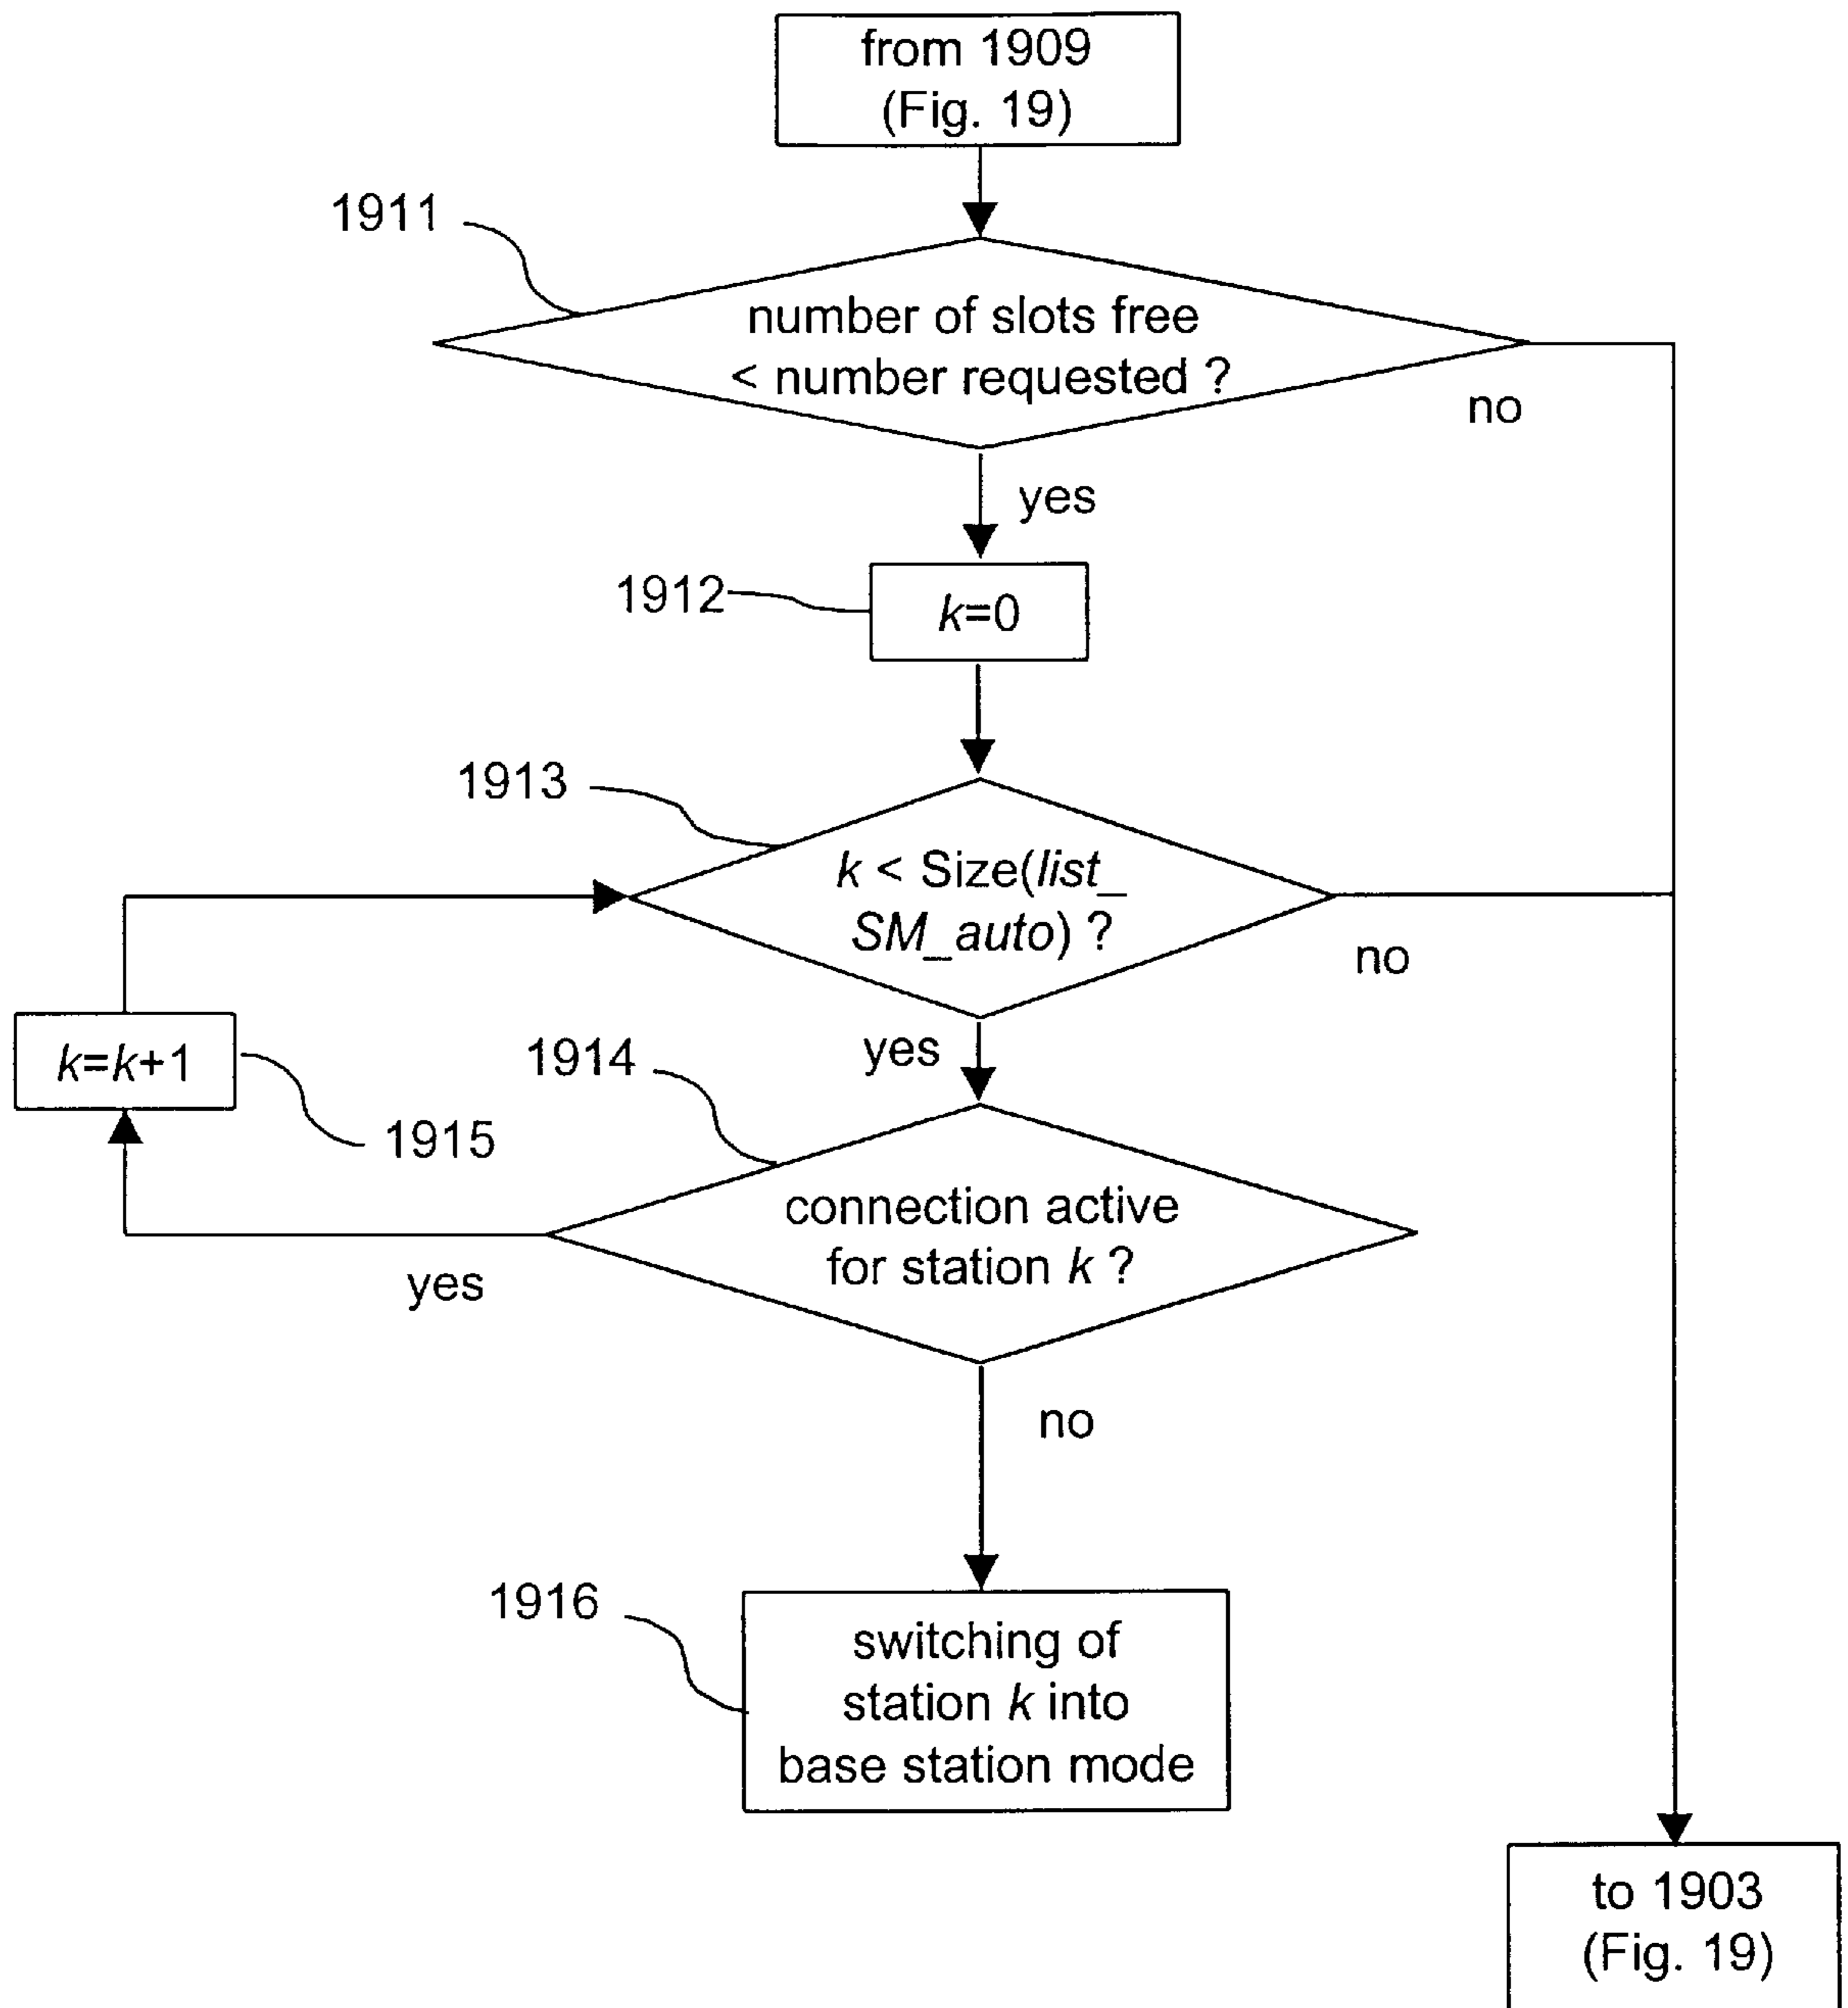 from 1909
(Fig. 19)
1911
number of slots free
< number requested ?
no
yes
1912
k=0
1913
k < Size(list_
SM_auto) ?
no
yes
k=k+1
1914
1915
connection active
for station k ?
yes
no
1916
switching of
station k into
base station mode
to 1903
(Fig. 19)